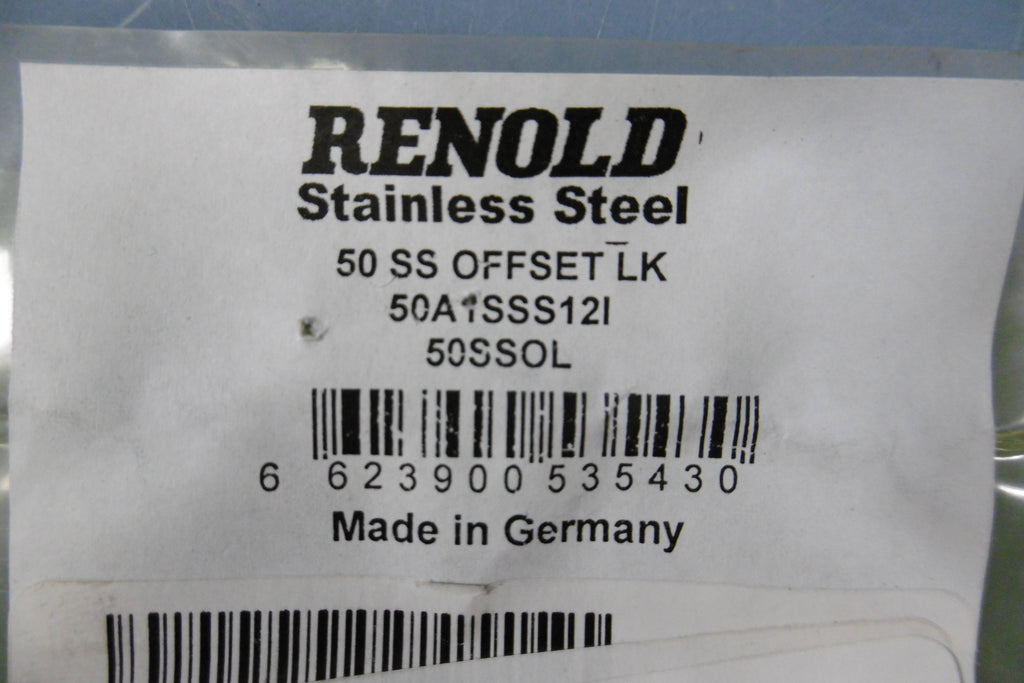 RENOLD
Stainless Steel
50 SS OFFSET LK
50A1SSS12I
50SSOL
6 623900 535430
Made in Germany